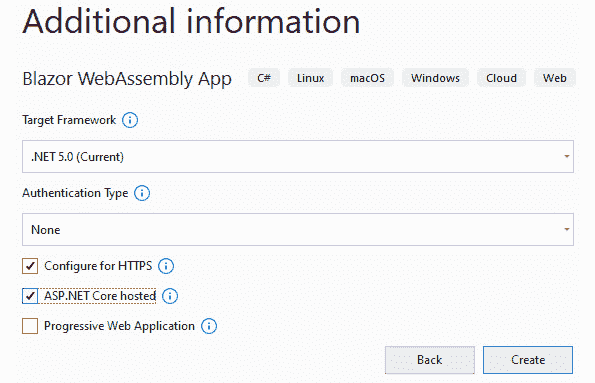 Additional information
Blazor WebAssembly App C# Linux macOS Windows Cloud Web
Target Framework
.NET 5.0 (Current)
Authentication Type
None
Configure for HTTPS
ASP.NET Core hosted
Progressive Web Application
Back Create